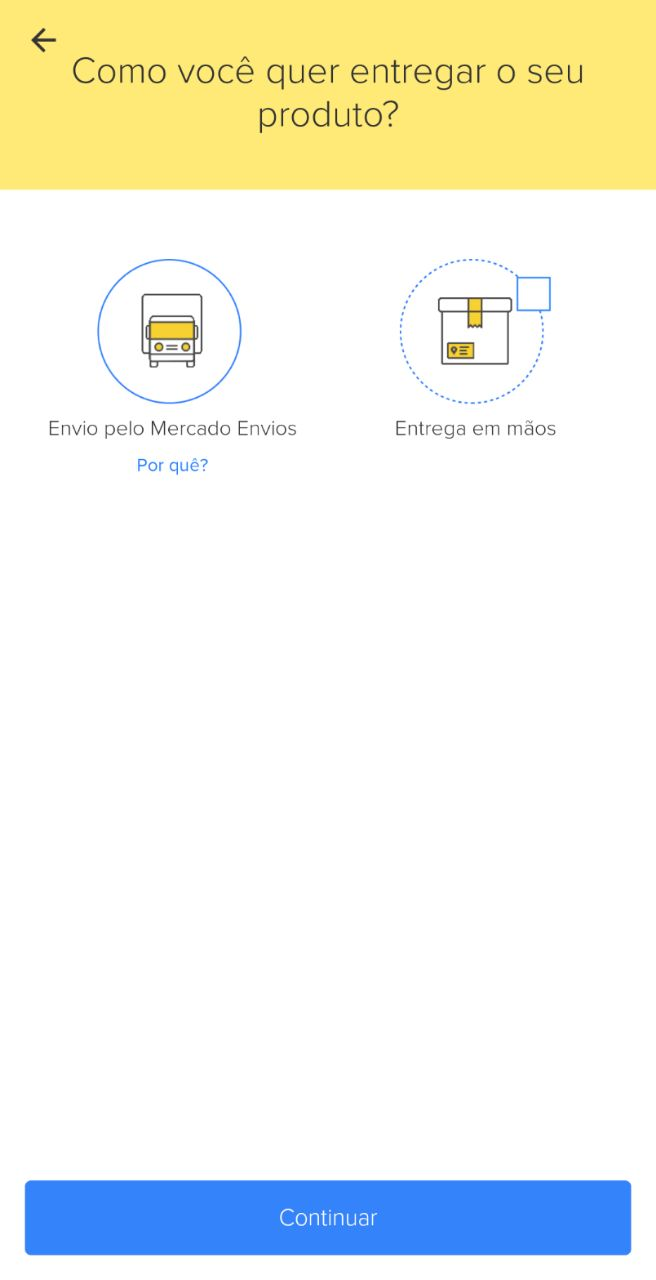 Como você quer entregar o seu
produto?
Envio pelo Mercado Envios
Por quê?
Entrega em mãos
Continuar